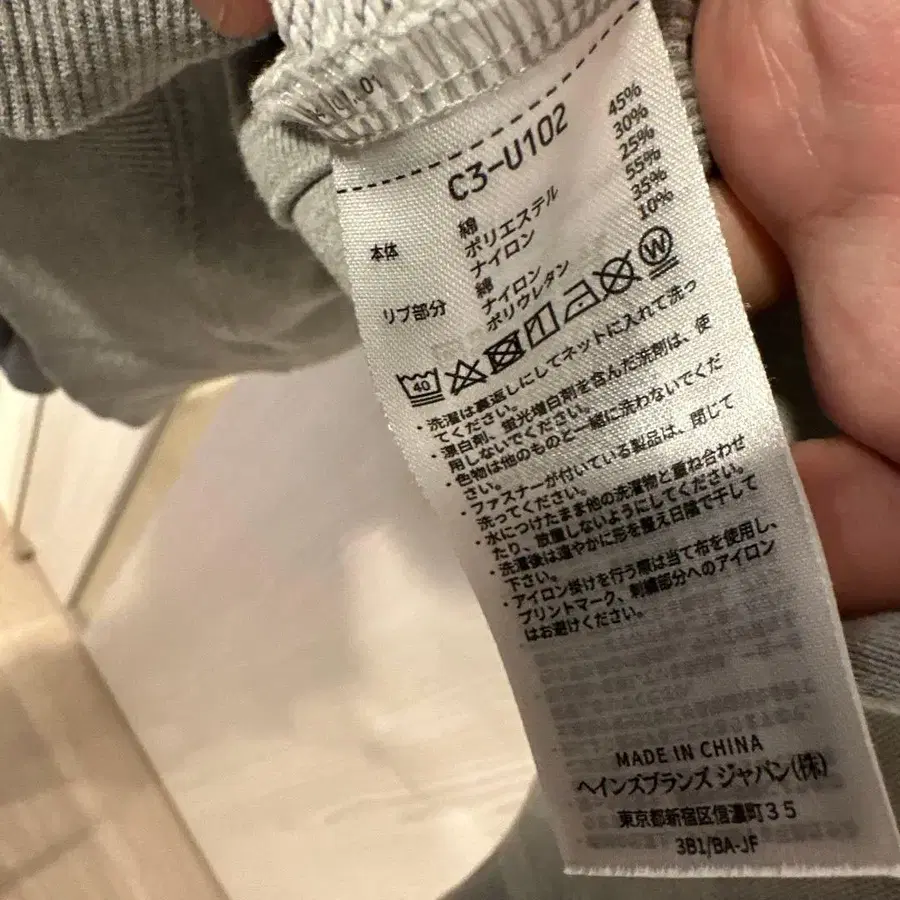 C3-U102
本体 綿 45%
ポリエステル 30%
ナイロン 25%
リブ部分 綿 55%
ナイロン 35%
ポリウレタン 10%
40
W
・洗濯は裏返しにしてネットに入れて洗っ
てください。
・漂白剤、蛍光増白剤を含んだ洗剤は、使
用しないでください。
・色物は他のものと一緒に洗わないでくだ
さい。
・ファスナーが付いている製品は、閉じて
洗ってください。
・水につけたまま他の洗濯物と重ね合わせ
たり、放置しないようにしてください。
・洗濯後は速やかに形を整え日陰で干して
下さい。
・アイロン掛けを行う際は当て布を使用し、
プリントマーク、刺繍部分へのアイロン
はお避けください。
MADE IN CHINA
ヘインズブランズ ジャパン(株)
東京都新宿区信濃町35
3B1/BA-JF